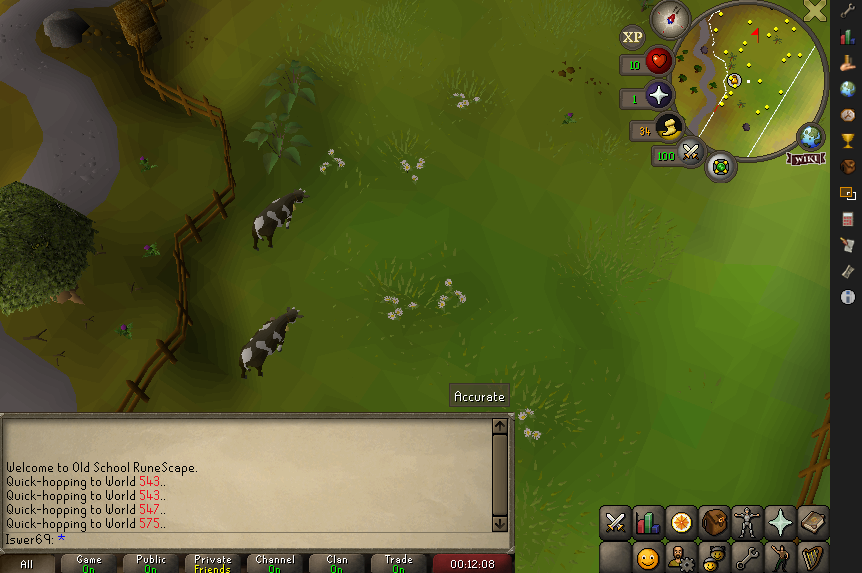 XP
10
1
34
100
WIKI
Accurate
Welcome to Old School RuneScape.
Quick-hopping to World 543..
Quick-hopping to World 543..
Quick-hopping to World 547..
Quick-hopping to World 575..
Iswer69: *
All
Game
On
Public
On
Private
Friends
Channel
On
Clan
On
Trade
On
00:12:08